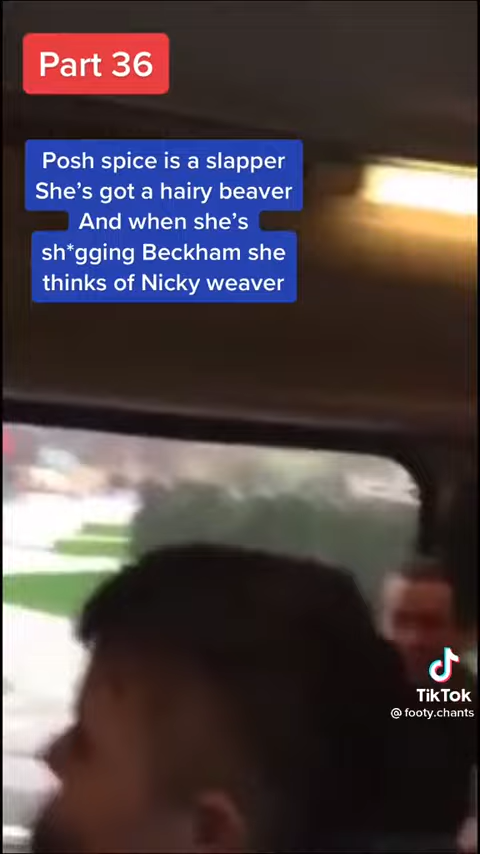 Part 36
Posh spice is a slapper
She's got a hairy beaver
And when she's
sh*gging Beckham she
thinks of Nicky weaver
TikTok
@footy.chants